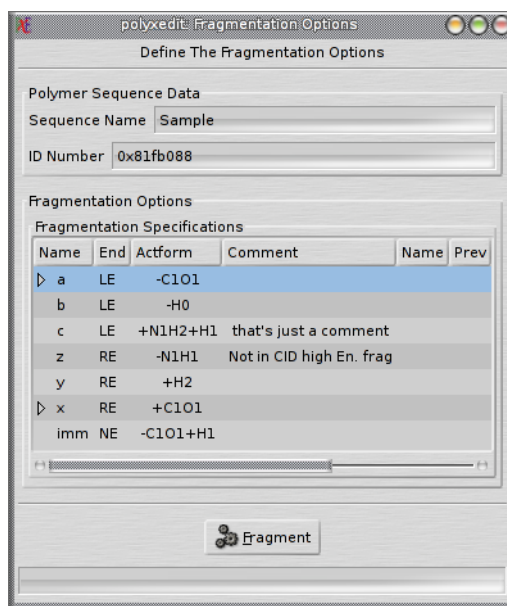 polyxedit: Fragmentation Options
Define The Fragmentation Options
Polymer Sequence Data
Sequence Name Sample
ID Number 0x81fb088
Fragmentation Options
Fragmentation Specifications
Name End Actform Comment Name Prev
a LE -C1O1
b LE -H0
c LE +N1H2+H1 that's just a comment
z RE -N1H1 Not in CID high En. frag
y RE +H2
x RE +C1O1
imm NE -C1O1+H1
Fragment